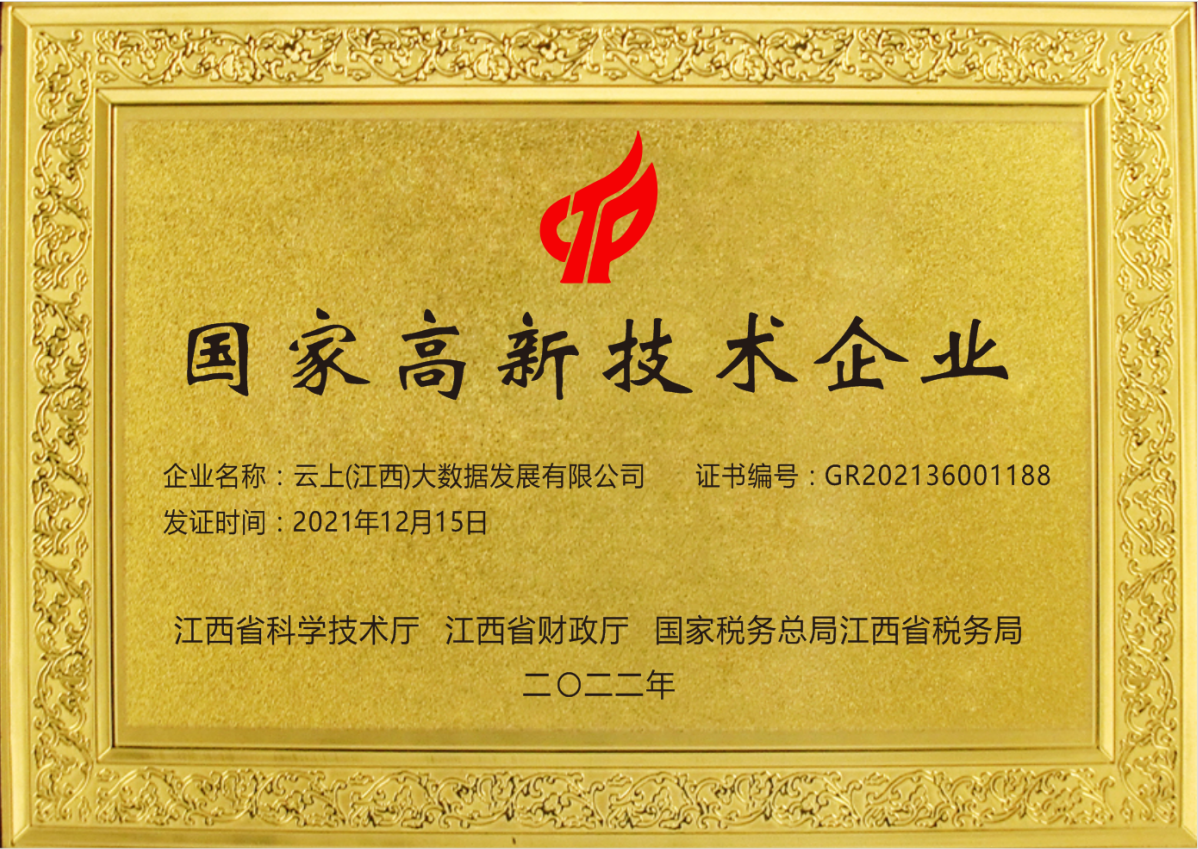 国家高新技术企业
企业名称：云上(江西)大数据发展有限公司 证书编号：GR202136001188
发证时间：2021年12月15日
江西省科学技术厅 江西省财政厅 国家税务总局江西省税务局
二〇二二年